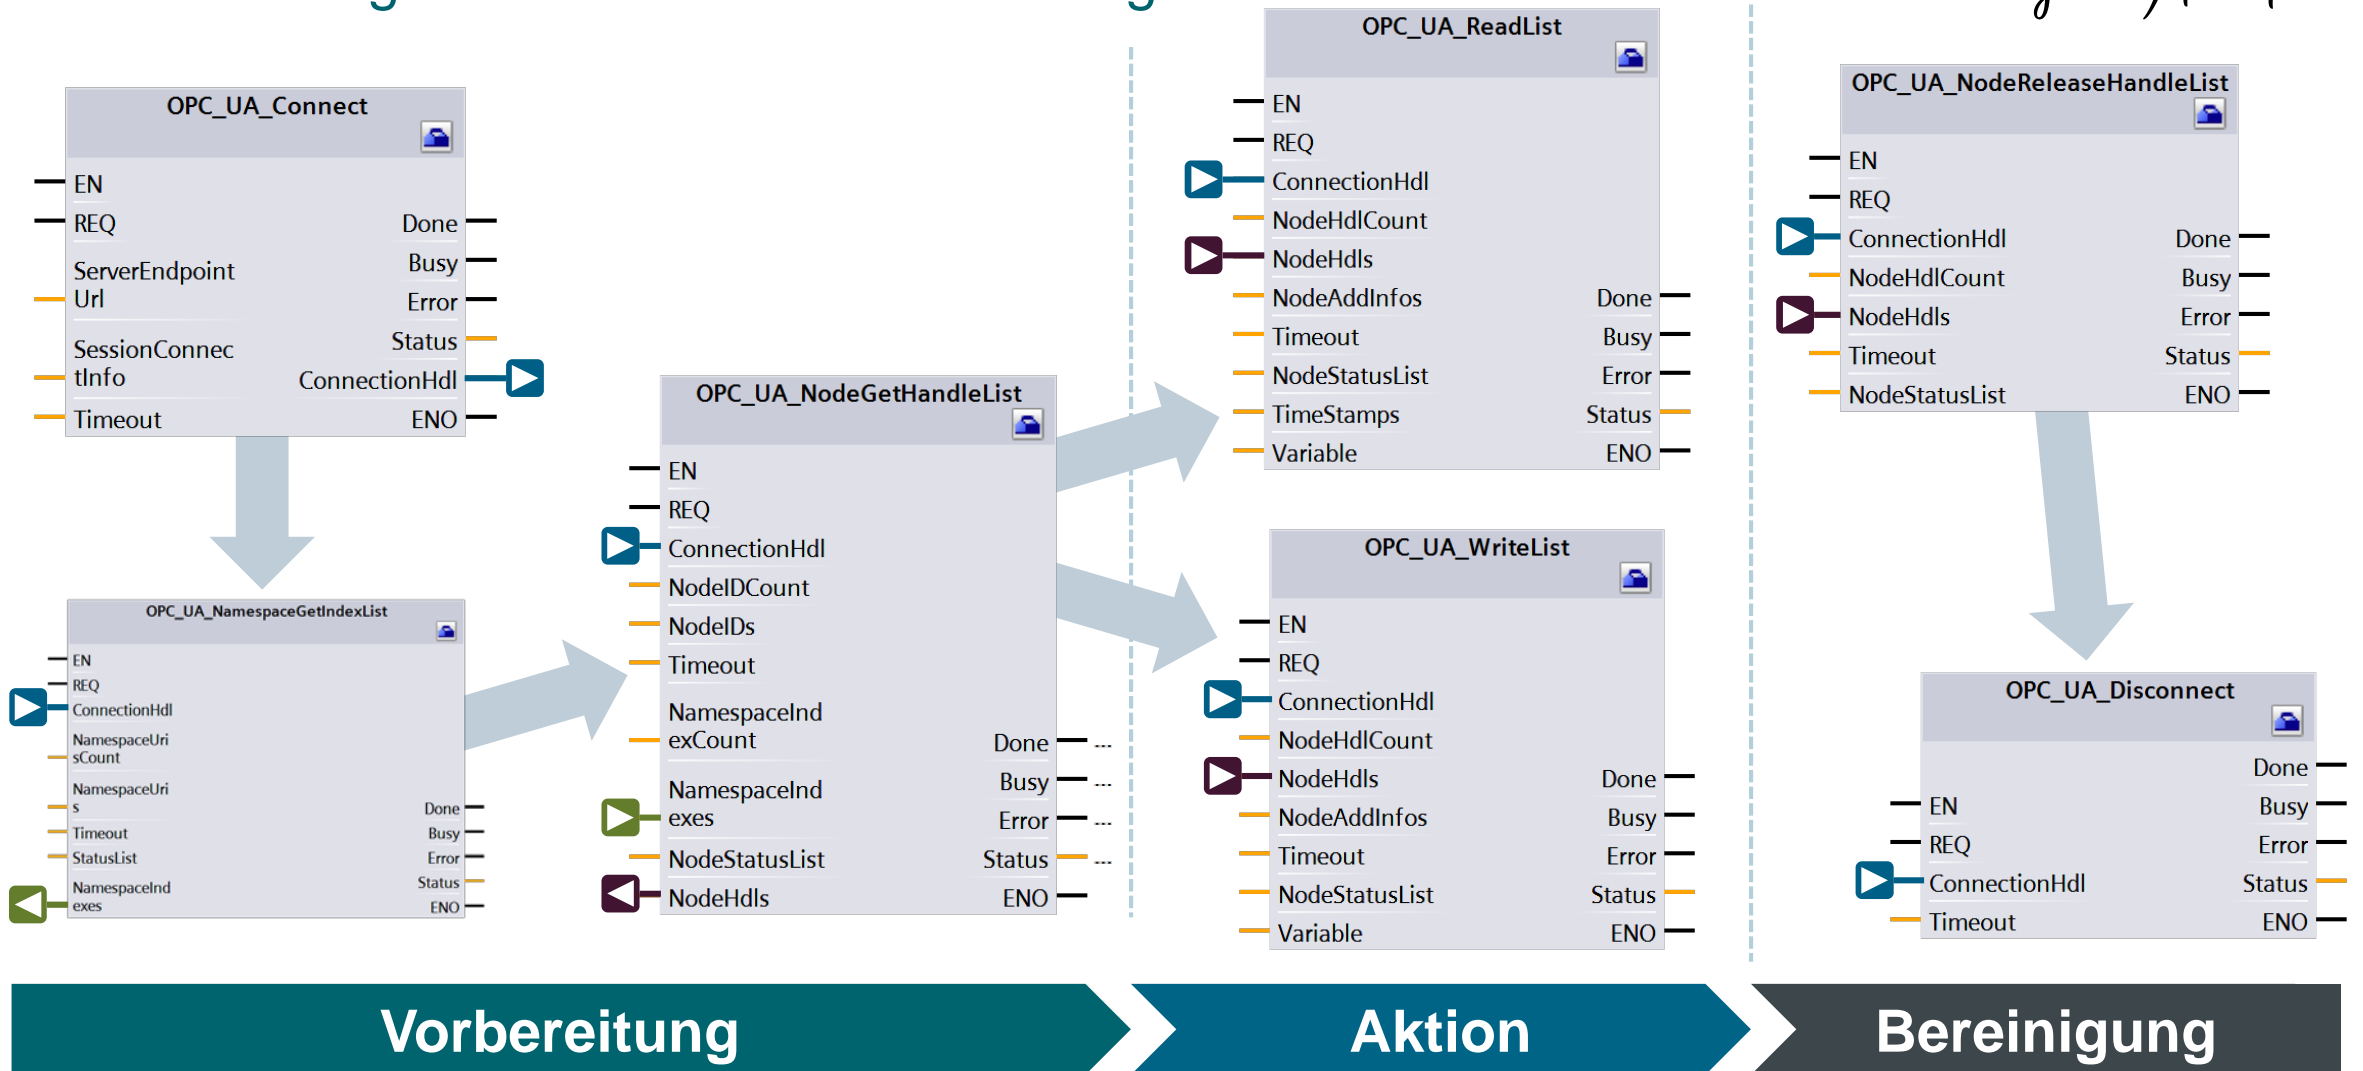 OPC_UA_Connect
EN
REQ
ServerEndpoint
Url
SessionConnec
tInfo
Timeout
Done
Busy
Error
Status
ConnectionHdl
ENO
OPC_UA_NamespaceGetIndexList
EN
REQ
ConnectionHdl
NamespaceUri
sCount
NamespaceUri
s
Timeout
StatusList
NamespaceInd
exes
Done
Busy
Error
Status
ENO
OPC_UA_NodeGetHandleList
EN
REQ
ConnectionHdl
NodeIDCount
NodeIDs
Timeout
NamespaceInd
exCount
NamespaceInd
exes
NodeStatusList
NodeHdls
Done ...
Busy ...
Error ...
Status ...
ENO
OPC_UA_ReadList
EN
REQ
ConnectionHdl
NodeHdlCount
NodeHdls
NodeAddInfos
Timeout
NodeStatusList
TimeStamps
Variable
Done
Busy
Error
Status
ENO
OPC_UA_WriteList
EN
REQ
ConnectionHdl
NodeHdlCount
NodeHdls
NodeAddInfos
Timeout
NodeStatusList
Variable
Done
Busy
Error
Status
ENO
OPC_UA_NodeReleaseHandleList
EN
REQ
ConnectionHdl
NodeHdlCount
NodeHdls
Timeout
NodeStatusList
Done
Busy
Error
Status
ENO
OPC_UA_Disconnect
EN
REQ
ConnectionHdl
Timeout
Done
Busy
Error
Status
ENO
Vorbereitung
Aktion
Bereinigung